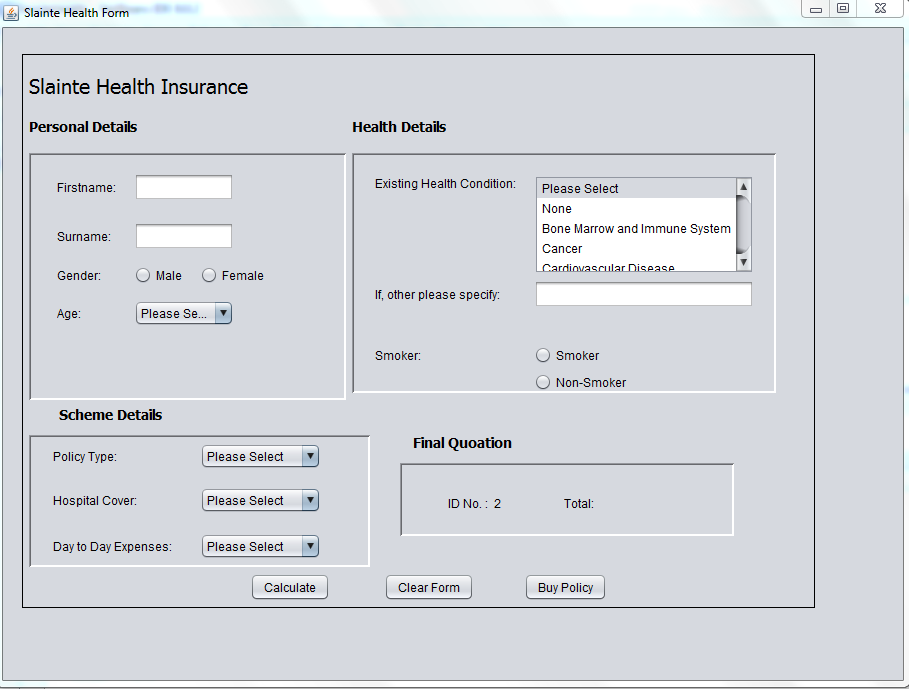 Slainte Health Form
Slainte Health Insurance
Personal Details
Firstname:
Surname:
Gender: Male Female
Age: Please Se...
Health Details
Existing Health Condition: Please Select
None
Bone Marrow and Immune System
Cancer
Cardiovascular Disease
If, other please specify:
Smoker: Smoker
Non-Smoker
Scheme Details
Policy Type: Please Select
Hospital Cover: Please Select
Day to Day Expenses: Please Select
Final Quoation
ID No. : 2 Total:
Calculate Clear Form Buy Policy